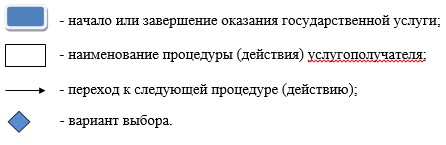 - начало или завершение оказания государственной услуги;
- наименование процедуры (действия) услугополучателя;
- переход к следующей процедуре (действию);
- вариант выбора.